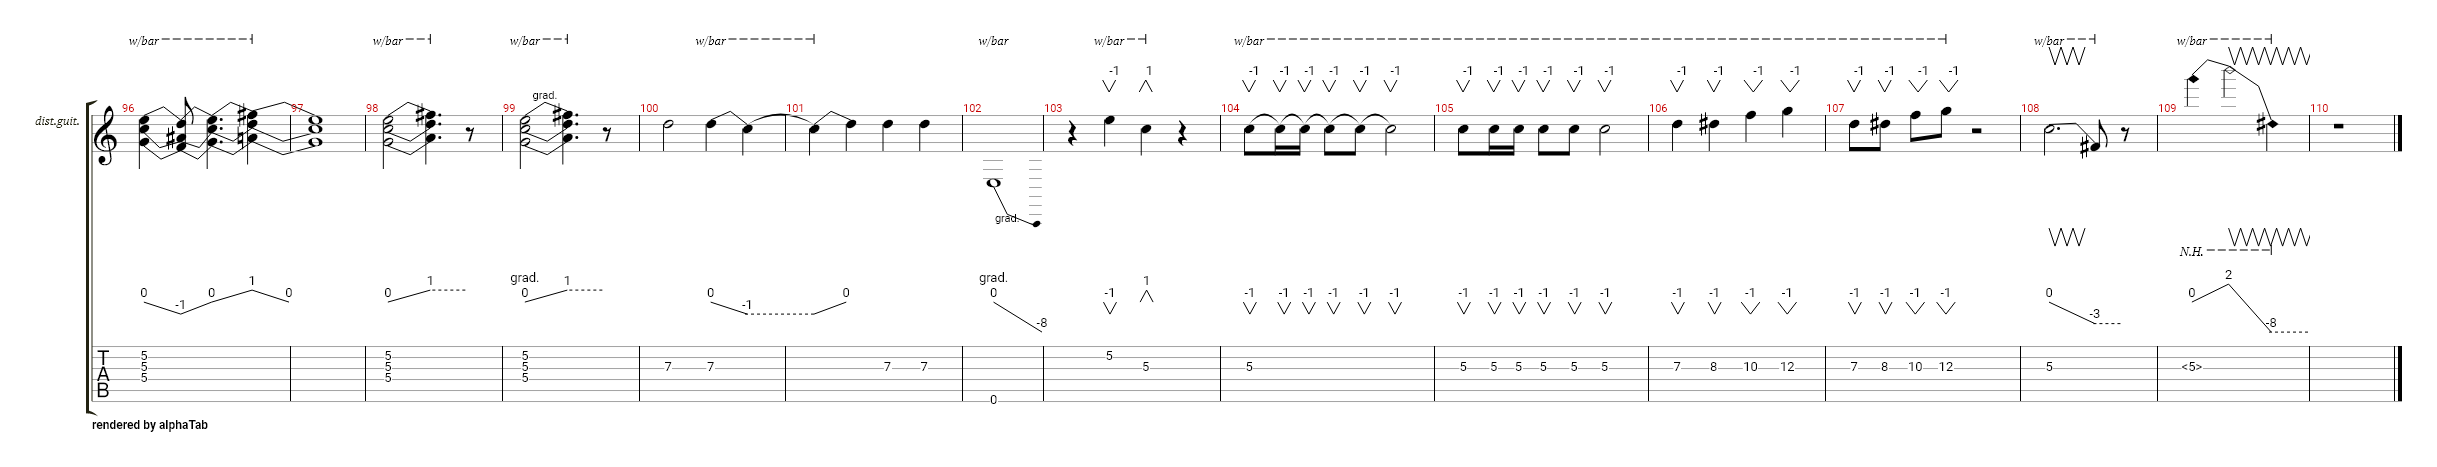 w/bar w/bar w/bar w/bar w/bar w/bar w/bar w/bar w/bar
-1 1 -1 -1 -1 -1 -1 -1 -1 -1 -1 -1 -1 -1 -1 -1 -1 -1 -1 -1 -1 -1
grad.
96 97 98 99 100 101 102 103 104 105 106 107 108 109 110
dist.guit.
grad.
N.H.
grad. grad. 1 1 1 1 2
0 0 0 0 0 0 0 0 -1 -1 -1 -1 -1 -1 -1 -1 -1 -1 -1 -1 -1 -1 -1 -1 -1 -1 -1 0 0
-1 -1 -3
-8 -8
T 5 5 5 5
5 5 5 7 7 7 7 5 5 5 5 5 5 5 5 7 8 10 12 7 8 10 12 5 <5>
A 5 5 5
B
0
rendered by alphaTab